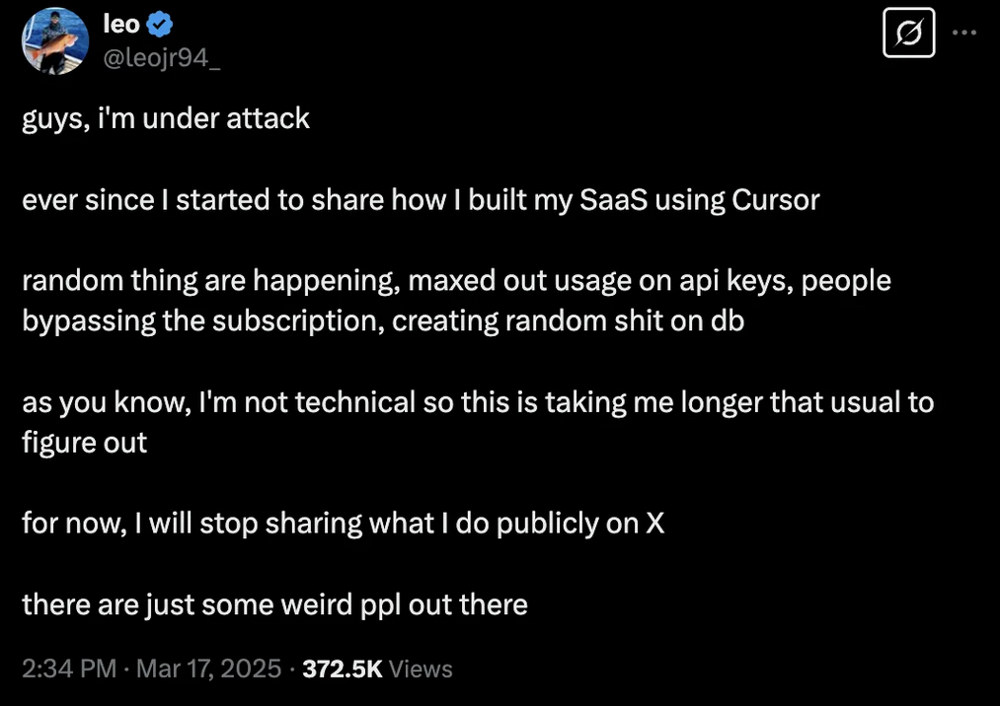 leo
@leojr94_
guys, i'm under attack
ever since I started to share how I built my SaaS using Cursor
random thing are happening, maxed out usage on api keys, people
bypassing the subscription, creating random shit on db
as you know, I'm not technical so this is taking me longer that usual to
figure out
for now, I will stop sharing what I do publicly on X
there are just some weird ppl out there
2:34 PM · Mar 17, 2025 · 372.5K Views